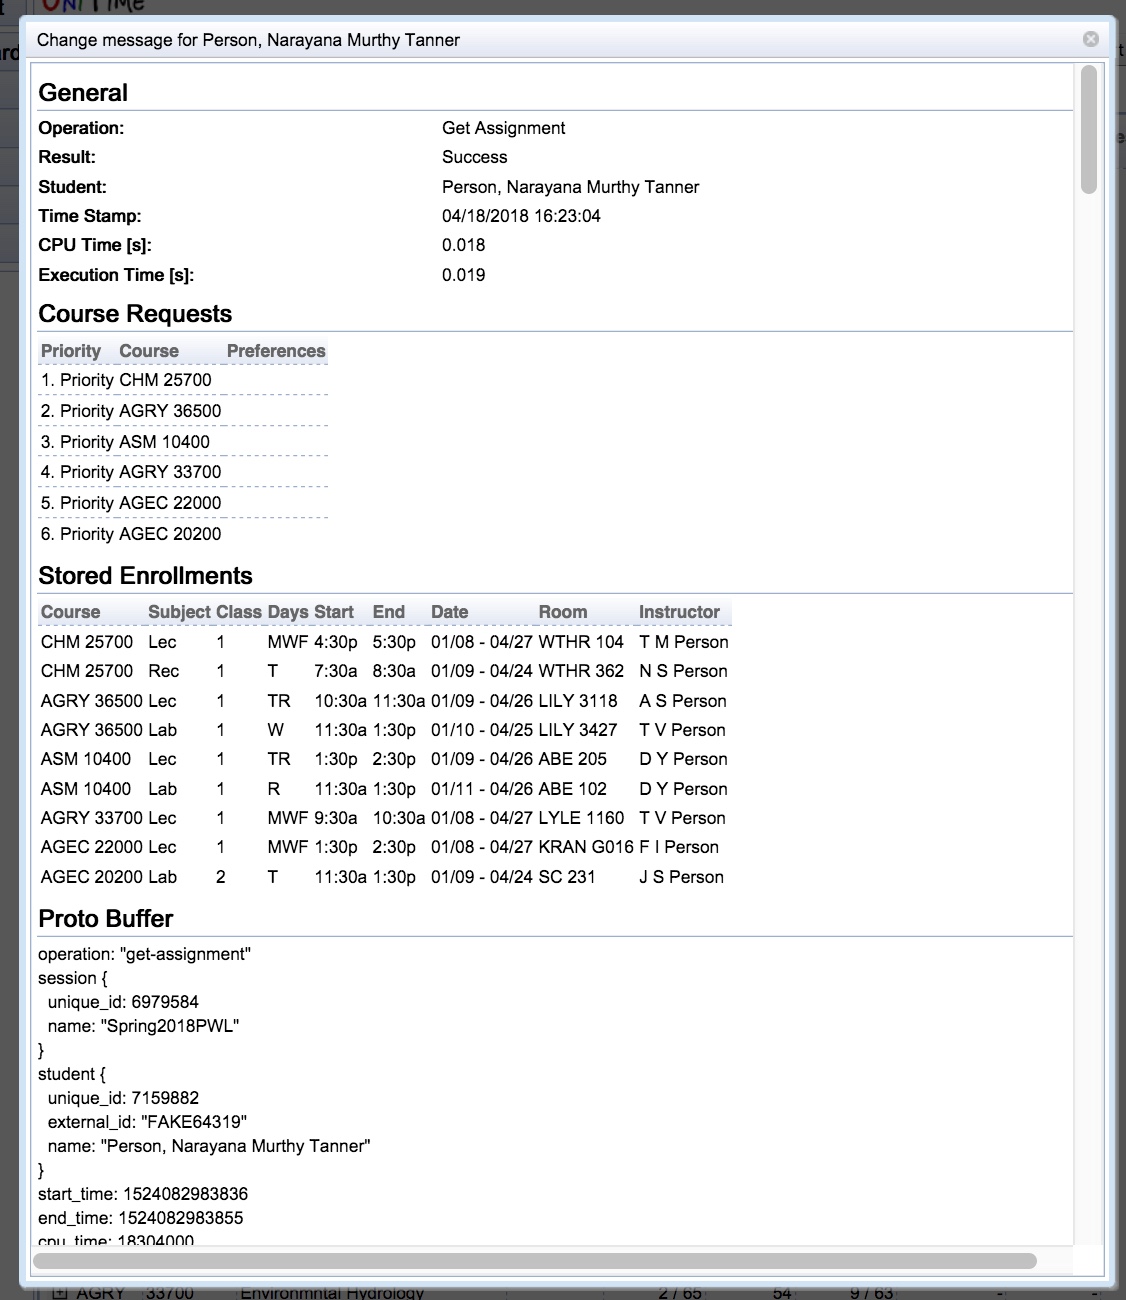 UniTime
Change message for Person, Narayana Murthy Tanner
General
Operation: Get Assignment
Result: Success
Student: Person, Narayana Murthy Tanner
Time Stamp: 04/18/2018 16:23:04
CPU Time [s]: 0.018
Execution Time [s]: 0.019
Course Requests
Priority Course Preferences
1. Priority CHM 25700
2. Priority AGRY 36500
3. Priority ASM 10400
4. Priority AGRY 33700
5. Priority AGEC 22000
6. Priority AGEC 20200
Stored Enrollments
Course Subject Class Days Start End Date Room Instructor
CHM 25700 Lec 1 MWF 4:30p 5:30p 01/08 - 04/27 WTHR 104 T M Person
CHM 25700 Rec 1 T 7:30a 8:30a 01/09 - 04/24 WTHR 362 N S Person
AGRY 36500 Lec 1 TR 10:30a 11:30a 01/09 - 04/26 LILY 3118 A S Person
AGRY 36500 Lab 1 W 11:30a 1:30p 01/10 - 04/25 LILY 3427 T V Person
ASM 10400 Lec 1 TR 1:30p 2:30p 01/09 - 04/26 ABE 205 D Y Person
ASM 10400 Lab 1 R 11:30a 1:30p 01/11 - 04/26 ABE 102 D Y Person
AGRY 33700 Lec 1 MWF 9:30a 10:30a 01/08 - 04/27 LYLE 1160 T V Person
AGEC 22000 Lec 1 MWF 1:30p 2:30p 01/08 - 04/27 KRAN G016 F I Person
AGEC 20200 Lab 2 T 11:30a 1:30p 01/09 - 04/24 SC 231 J S Person
Proto Buffer
operation: "get-assignment"
session {
unique_id: 6979584
name: "Spring2018PWL"
}
student {
unique_id: 7159882
external_id: "FAKE64319"
name: "Person, Narayana Murthy Tanner"
}
start_time: 1524082983836
end_time: 1524082983855
cpu_time: 18304000
AGRY 33700 Environmntal Hydrology 2 / 65 54 9 / 63 - -